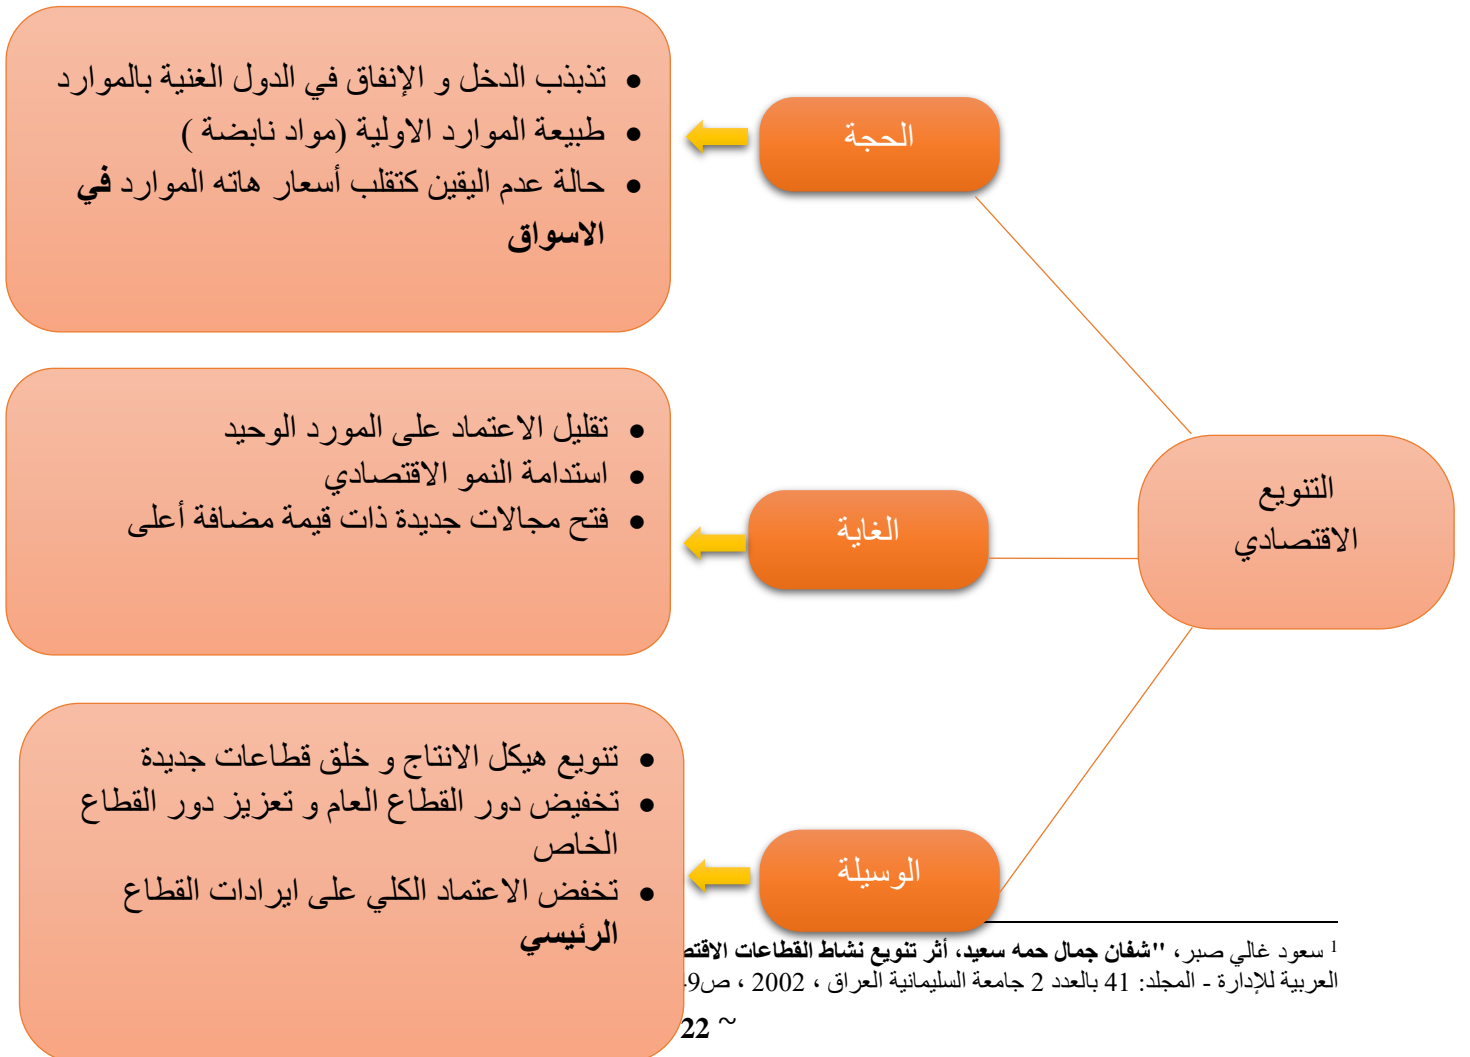 التنويع
الاقتصادي
الحجة
• تذبذب الدخل و الإنفاق في الدول الغنية بالموارد
• طبيعة الموارد الاولية (مواد نابضة )
• حالة عدم اليقين كتقلب أسعار هاته الموارد في
الاسواق
الغاية
• تقليل الاعتماد على المورد الوحيد
• استدامة النمو الاقتصادي
• فتح مجالات جديدة ذات قيمة مضافة أعلى
الوسيلة
• تنويع هيكل الانتاج و خلق قطاعات جديدة
• تخفيض دور القطاع العام و تعزيز دور القطاع
الخاص
• تخفض الاعتماد الكلي على ايرادات القطاع
الرئيسي
1 سعود غالي صبر، "شفان جمال حمه سعيد، أثر تنويع نشاط القطاعات
العربية للإدارة - المجلد: 41 بالعدد 2 جامعة السليمانية العراق ، 2002 ، ص9
22 ~